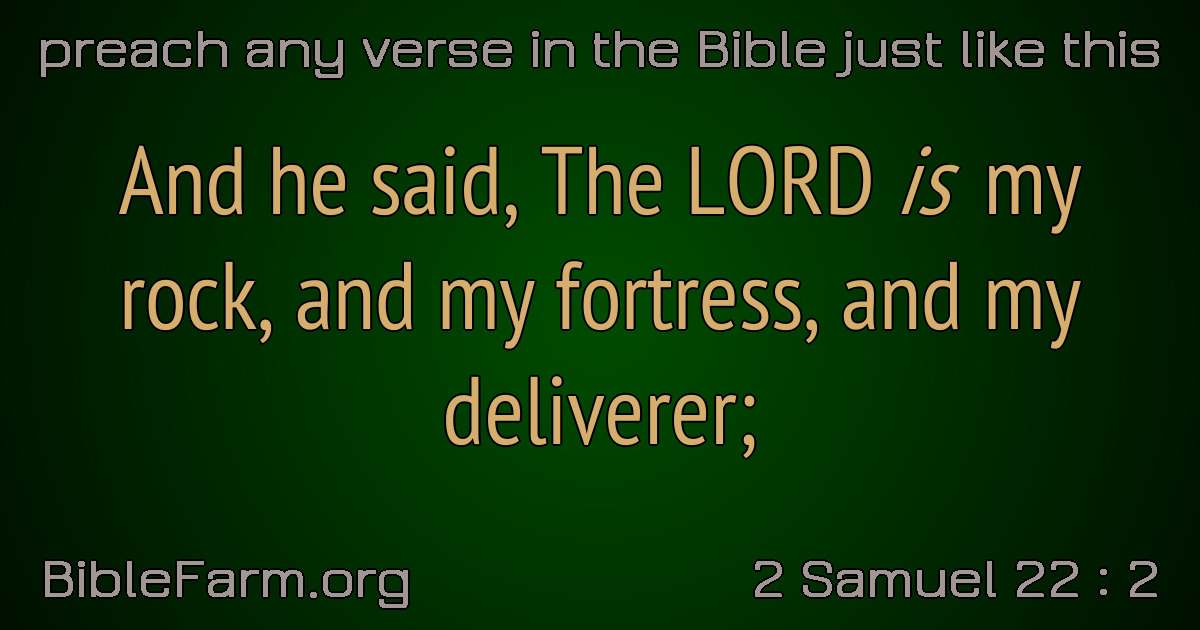 preach any verse in the Bible just like this
And he said, The LORD is my
rock, and my fortress, and my
deliverer;
BibleFarm.org
2 Samuel 22 : 2